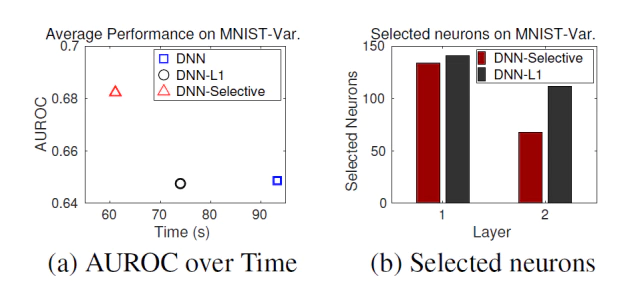 Average Performance on MNIST-Var.
0.7
0.68
0.66
0.64
AUROC
DNN
DNN-L1
DNN-Selective
60 70 80 90
Time (s)
(a) AUROC over Time
Selected neurons on MNIST-Var.
150
100
50
0
Selected Neurons
DNN-Selective
DNN-L1
1 2
Layer
(b) Selected neurons